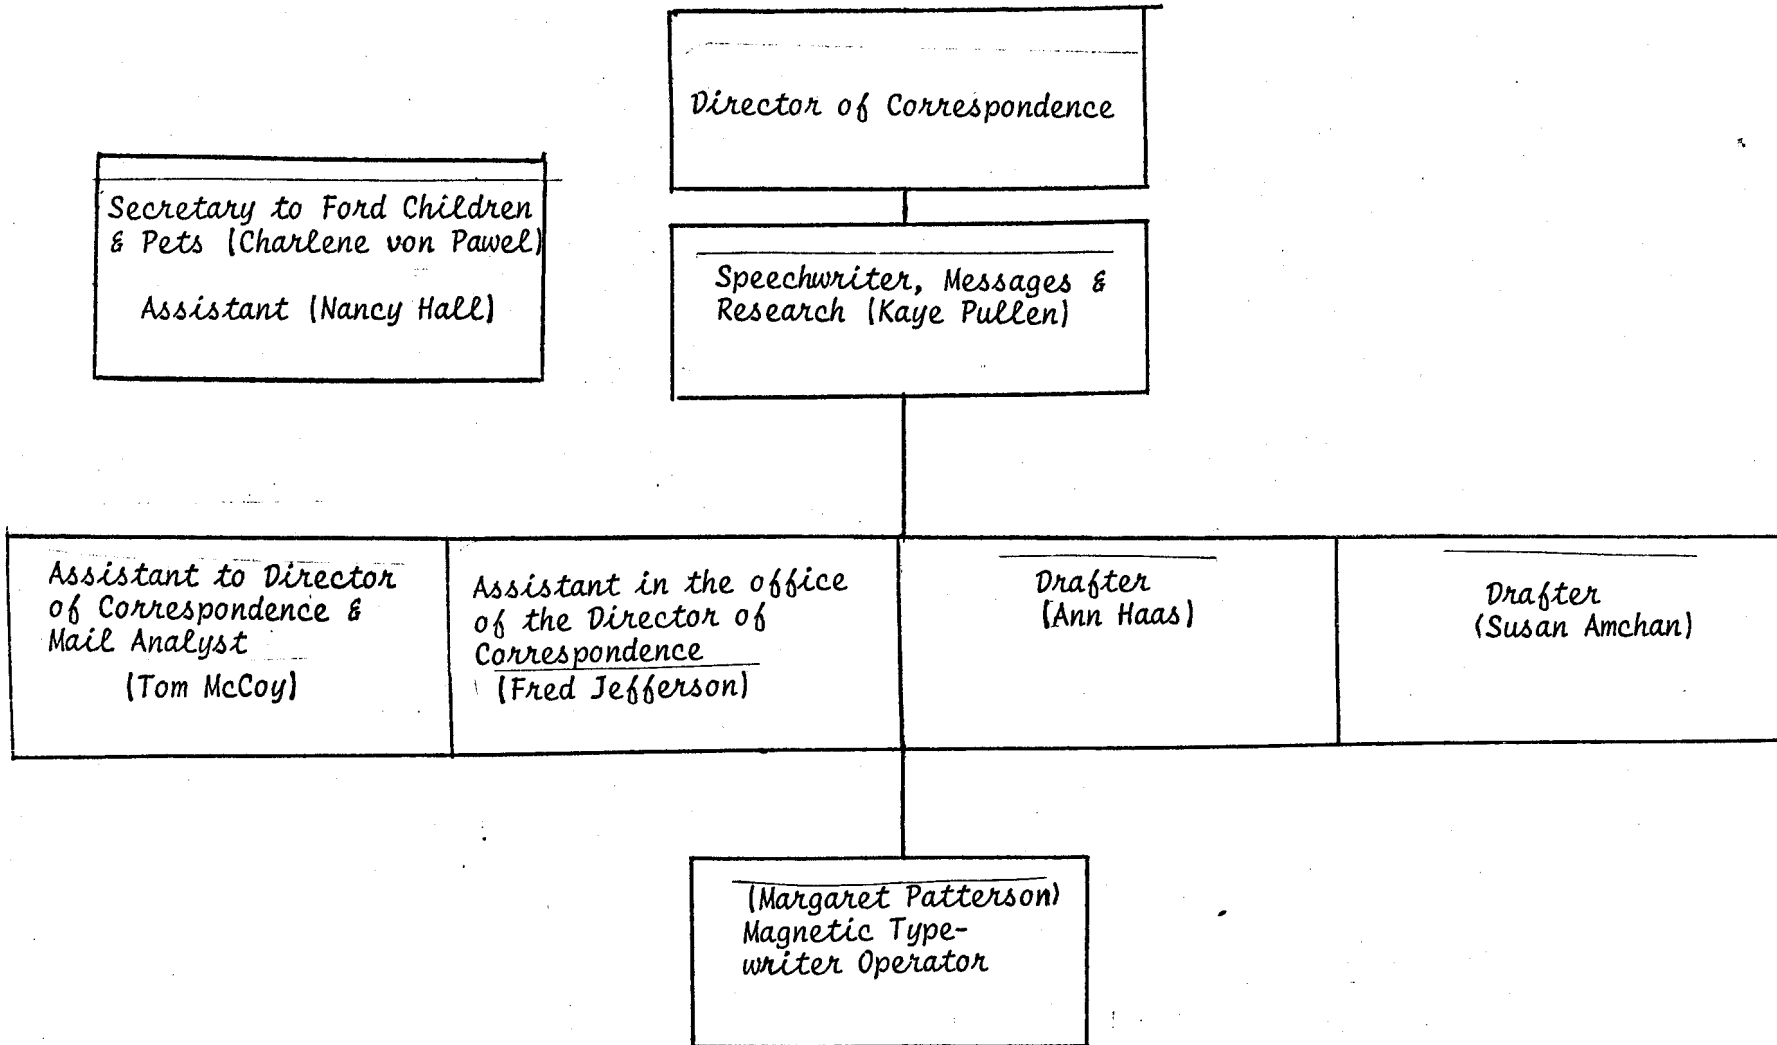 Director of Correspondence
Secretary to Ford Children
& Pets (Charlene von Pawel)
Assistant (Nancy Hall)
Speechwriter, Messages &
Research (Kaye Pullen)
Assistant to Director
of Correspondence &
Mail Analyst
(Tom McCoy)
Assistant in the office
of the Director of
Correspondence
(Fred Jefferson)
Drafter
(Ann Haas)
Drafter
(Susan Amchan)
(Margaret Patterson)
Magnetic Type-
writer Operator